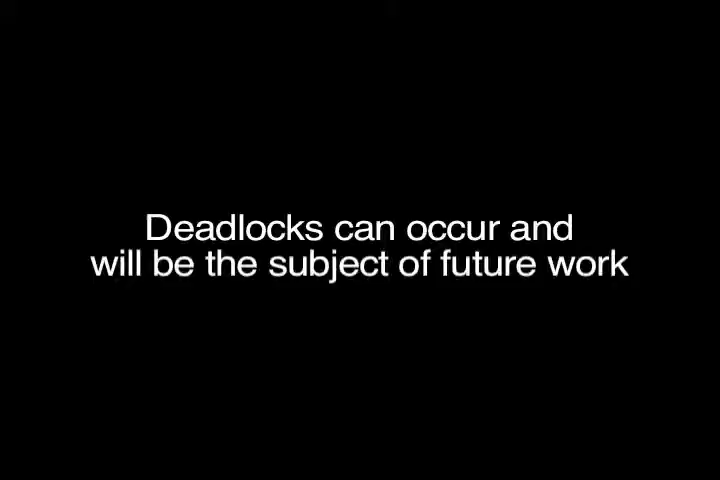 Deadlocks can occur and
will be the subject of future work